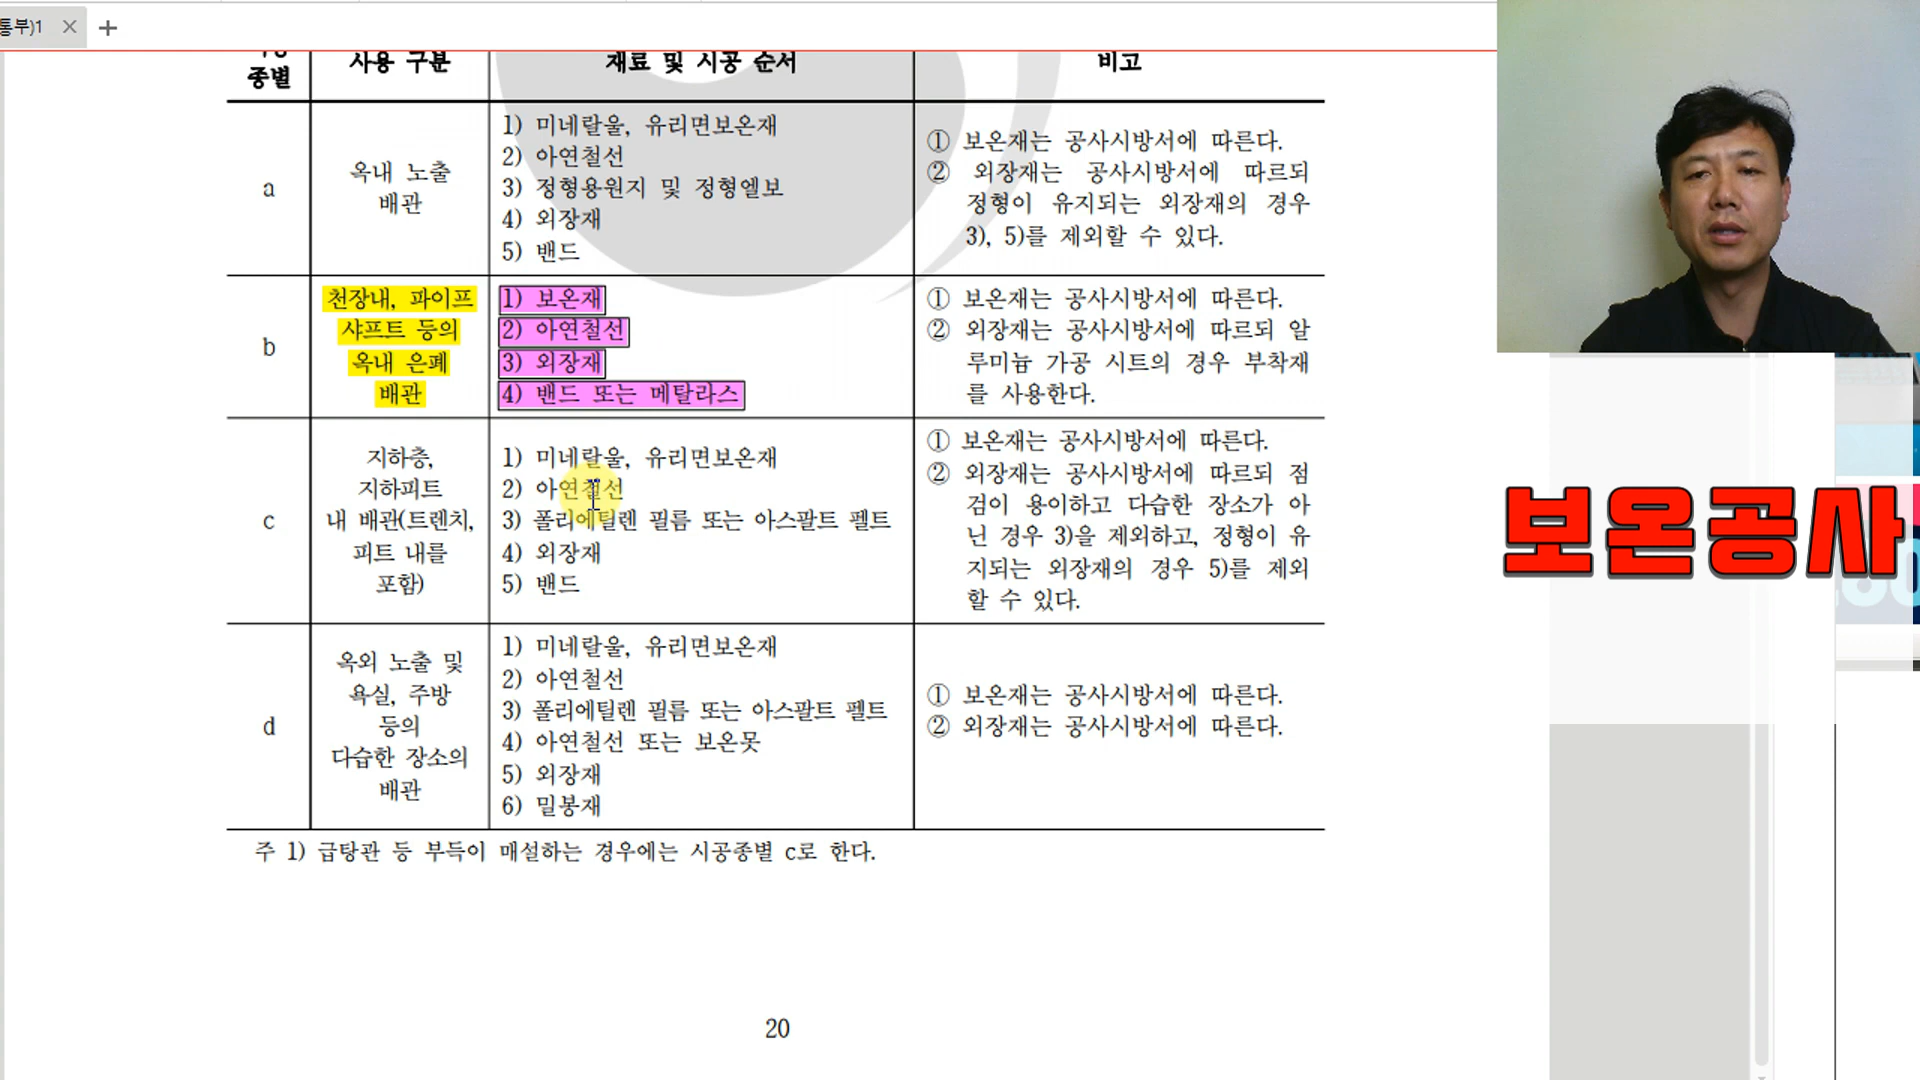 통부)1
종별
사용 구분
재료 및 시공 순서
비고
a
옥내 노출
배관
1) 미네랄울, 유리면보온재
2) 아연철선
3) 정형용원지 및 정형엘보
4) 외장재
5) 밴드
① 보온재는 공사시방서에 따른다.
② 외장재는 공사시방서에 따르되
정형이 유지되는 외장재의 경우
3), 5)를 제외할 수 있다.
b
천장내, 파이프
샤프트 등의
옥내 은폐
배관
1) 보온재
2) 아연철선
3) 외장재
4) 밴드 또는 메탈라스
① 보온재는 공사시방서에 따른다.
② 외장재는 공사시방서에 따르되 알
루미늄 가공 시트의 경우 부착재
를 사용한다.
c
지하층,
지하피트
내 배관(트렌치,
피트 내를
포함)
1) 미네랄울, 유리면보온재
2) 아연철선
3) 폴리에틸렌 필름 또는 아스팔트 펠트
4) 외장재
5) 밴드
① 보온재는 공사시방서에 따른다.
② 외장재는 공사시방서에 따르되 점
검이 용이하고 다습한 장소가 아
닌 경우 3)을 제외하고, 정형이 유
지되는 외장재의 경우 5)를 제외
할 수 있다.
d
옥외 노출 및
욕실, 주방
등의
다습한 장소의
배관
1) 미네랄울, 유리면보온재
2) 아연철선
3) 폴리에틸렌 필름 또는 아스팔트 펠트
4) 아연철선 또는 보온못
5) 외장재
6) 밀봉재
① 보온재는 공사시방서에 따른다.
② 외장재는 공사시방서에 따른다.
주 1) 급탕관 등 부득이 매설하는 경우에는 시공종별 c로 한다.
20
보온공사